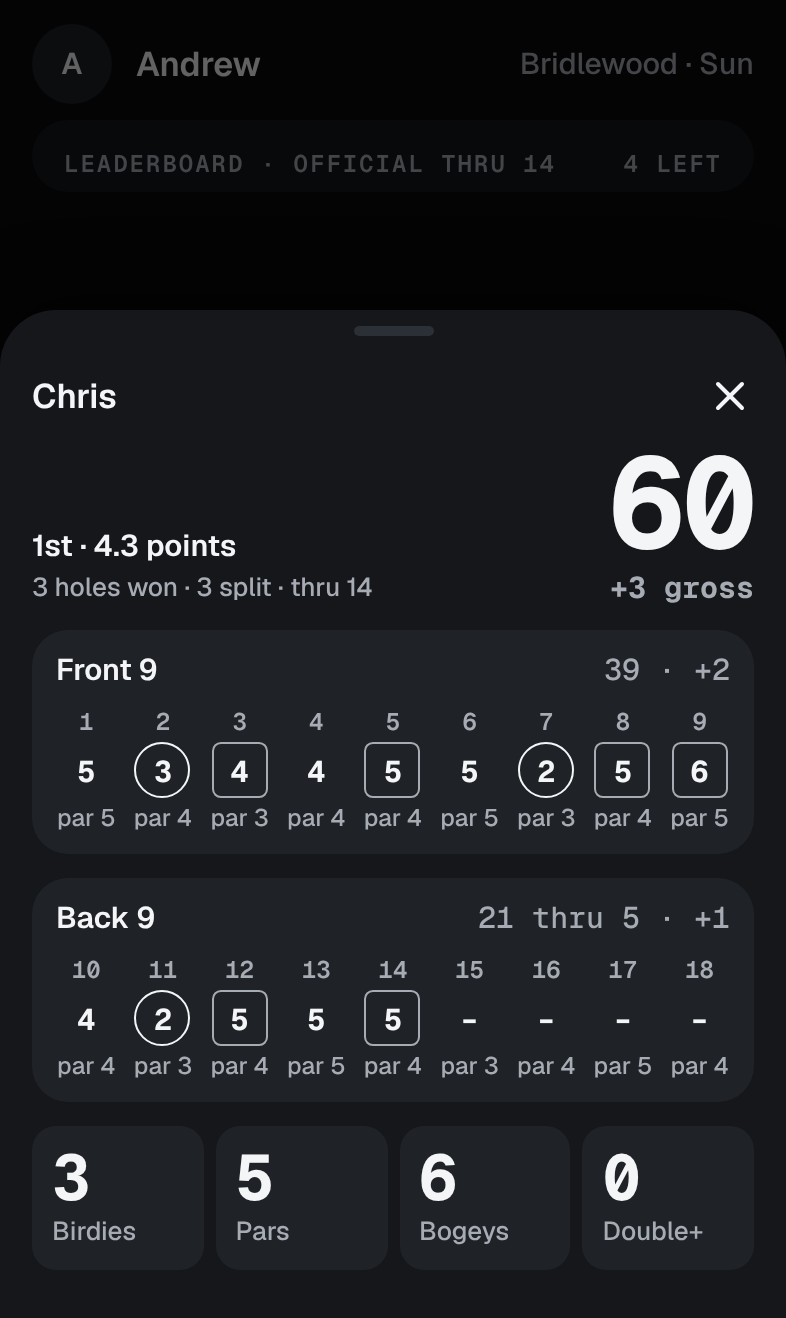 A Andrew Bridlewood · Sun
LEADERBOARD · OFFICIAL THRU 14 4 LEFT
Chris
60
1st · 4.3 points
3 holes won · 3 split · thru 14 +3 gross
Front 9 39 · +2
1 2 3 4 5 6 7 8 9
5 3 4 4 5 5 2 5 6
par 5 par 4 par 3 par 4 par 4 par 5 par 3 par 4 par 5
Back 9 21 thru 5 · +1
10 11 12 13 14 15 16 17 18
4 2 5 5 5 - - - -
par 4 par 3 par 4 par 5 par 4 par 3 par 4 par 5 par 4
3 5 6 0
Birdies Pars Bogeys Double+